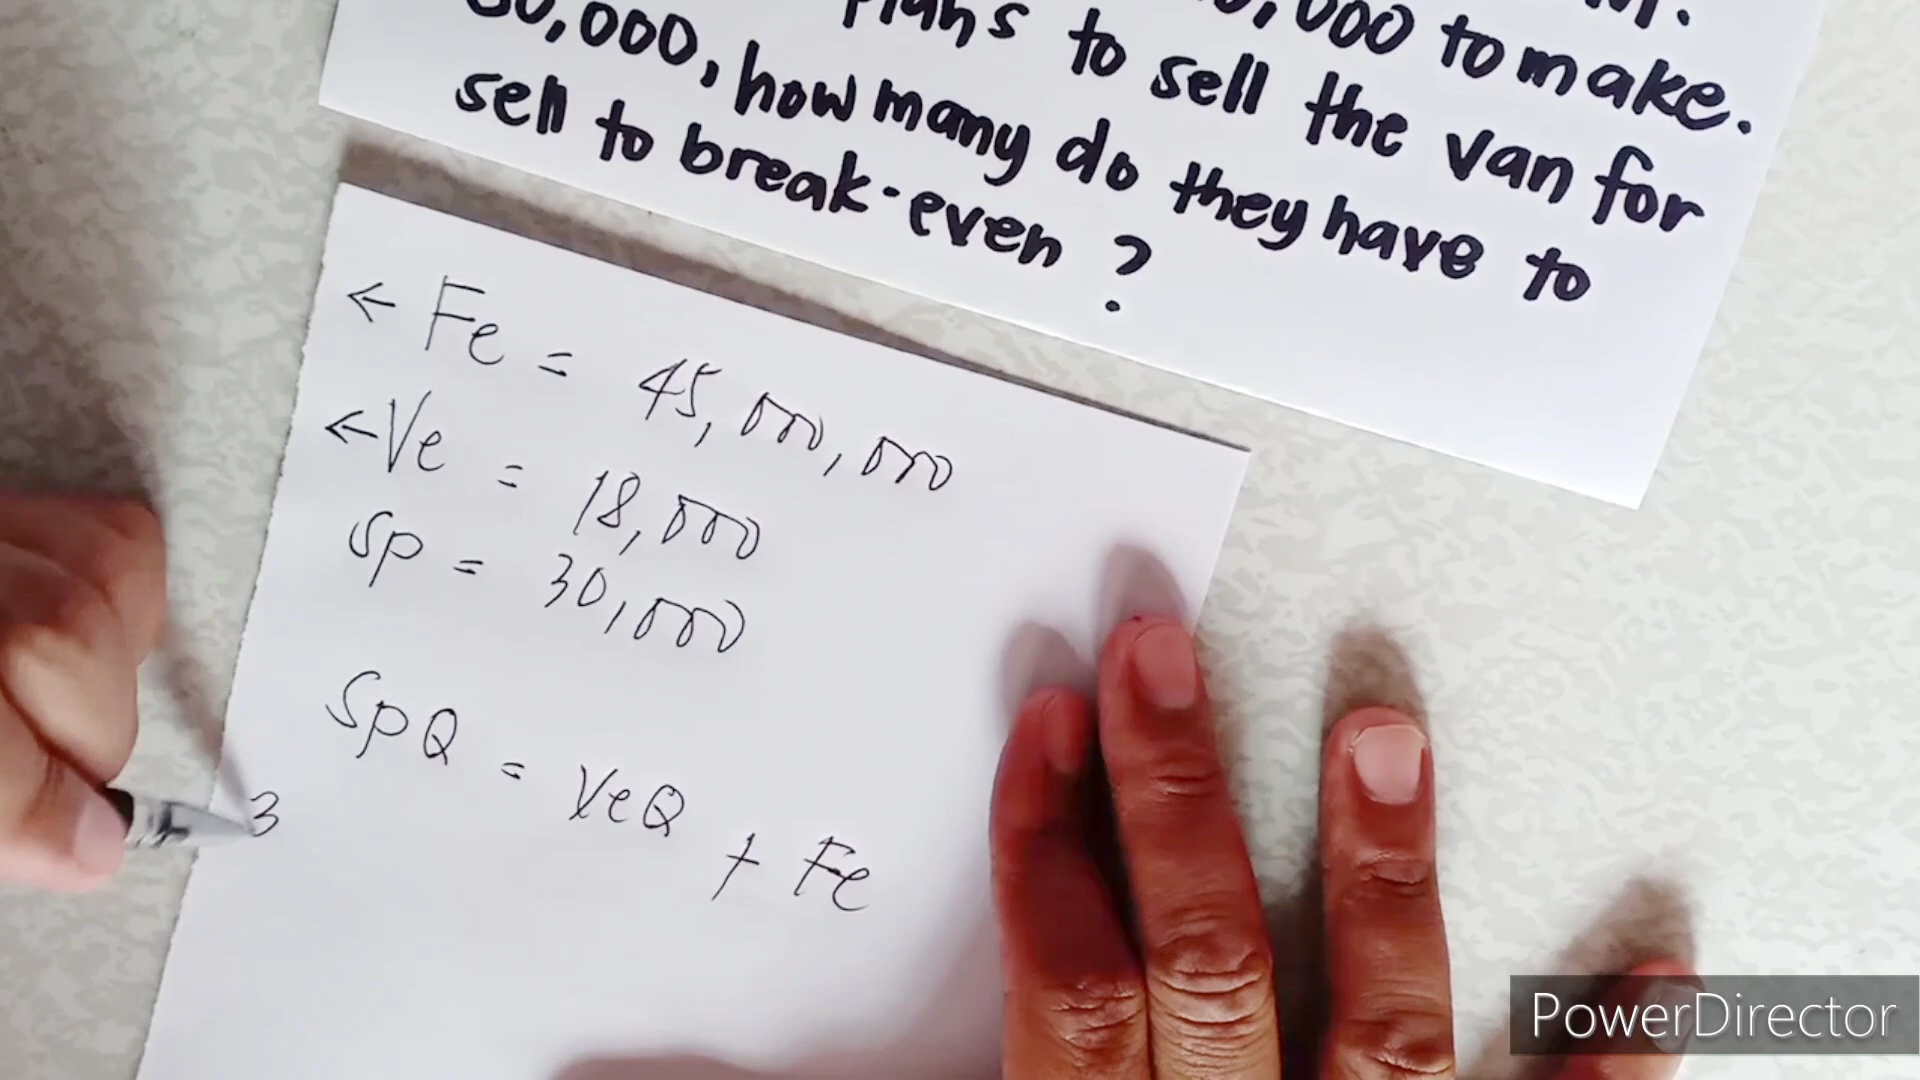 ,000 to make.
plans to sell the van for
30,000, how many do they have to
sell to break-even ?
← Fe = 45,000,000
← Ve = 18,000
Sp = 30,000
SpQ = VeQ + Fe
3
PowerDirector